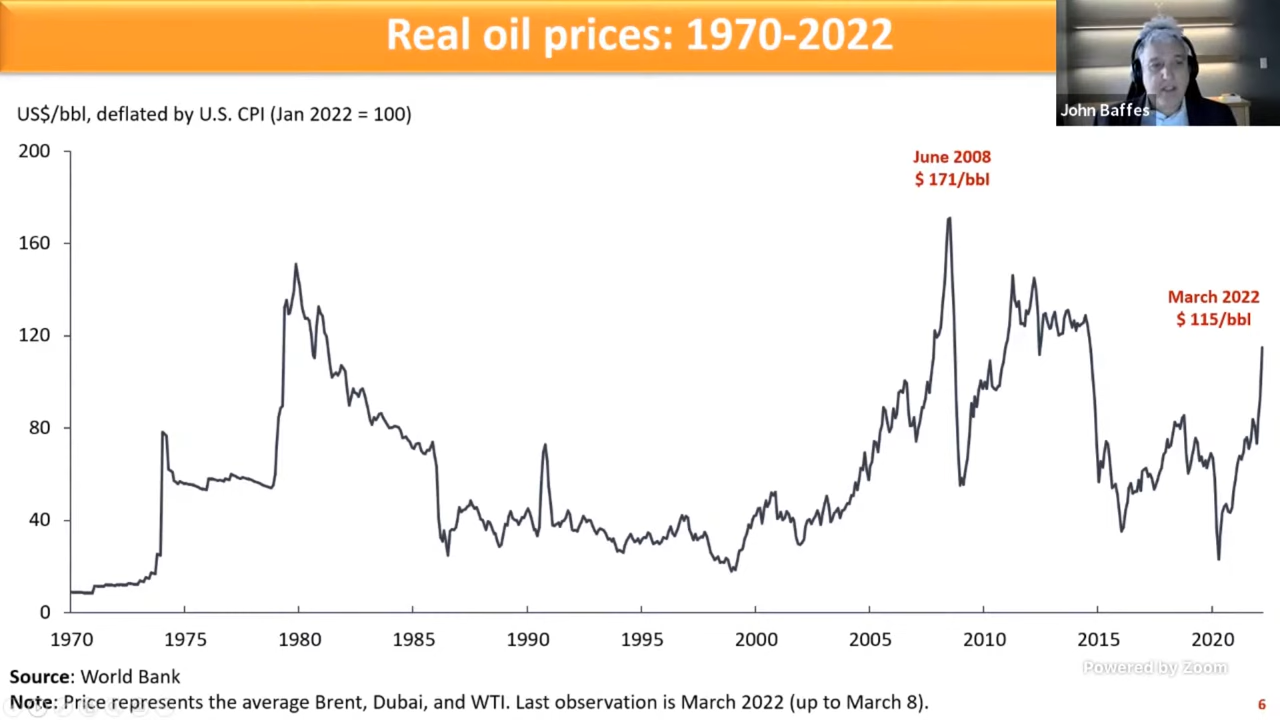 Real oil prices: 1970-2022
John Baffes
US$/bbl, deflated by U.S. CPI (Jan 2022 = 100)
200
160
120
80
40
0
June 2008
$ 171/bbl
March 2022
$ 115/bbl
1970 1975 1980 1985 1990 1995 2000 2005 2010 2015 2020
Powered by Zoom
Source: World Bank
Note: Price represents the average Brent, Dubai, and WTI. Last observation is March 2022 (up to March 8).
6